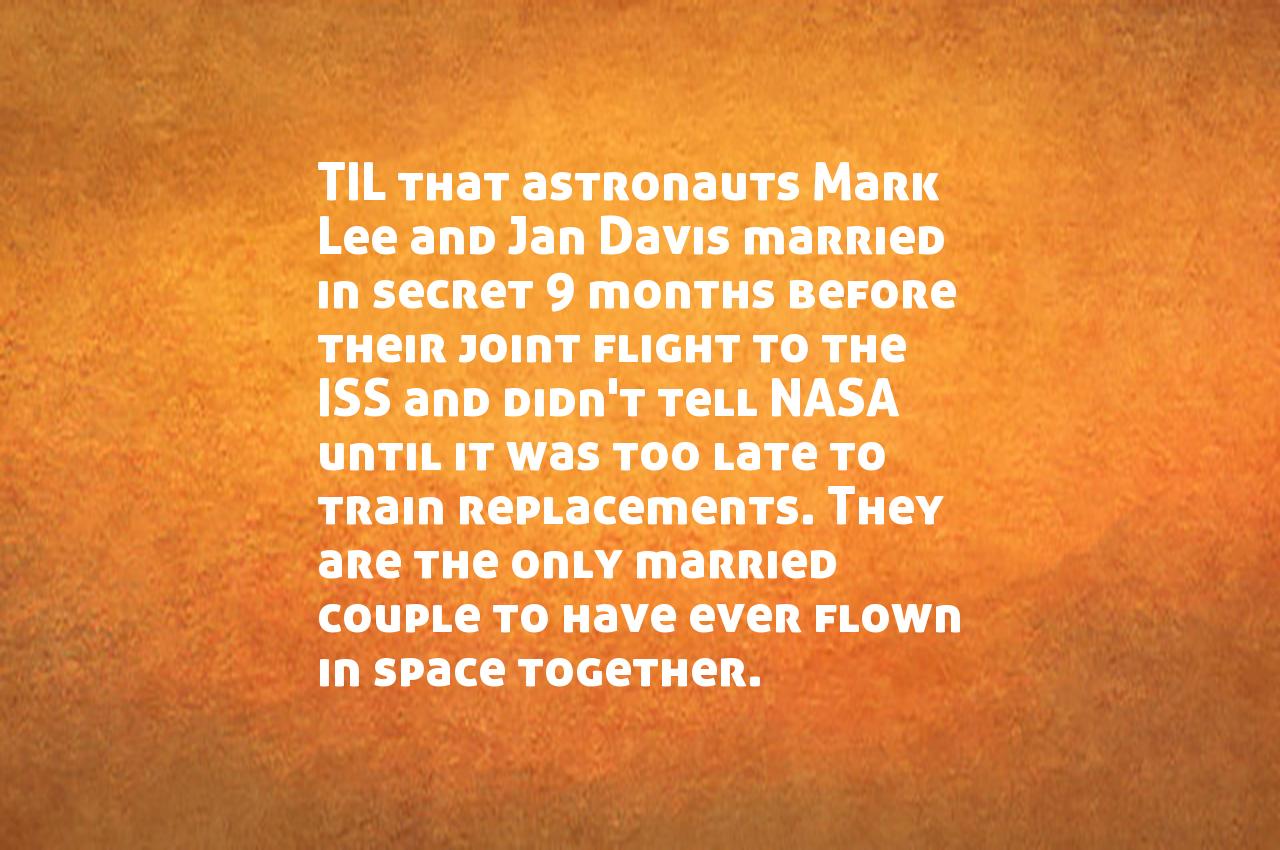 TIL that astronauts Mark
Lee and Jan Davis married
in secret 9 months before
their joint flight to the
ISS and didn't tell NASA
until it was too late to
train replacements. They
are the only married
couple to have ever flown
in space together.